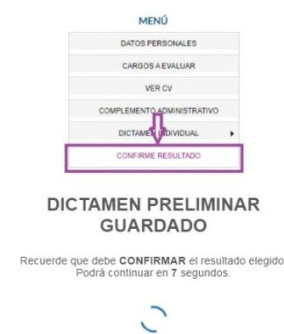 MENÚ
DATOS PERSONALES
CARGOS A EVALUAR
VER CV
COMPLEMENTO ADMINISTRATIVO
DICTAMEN INDIVIDUAL
CONFIRME RESULTADO
DICTAMEN PRELIMINAR
GUARDADO
Recuerde que debe CONFIRMAR el resultado elegido
Podrá continuar en 7 segundos.